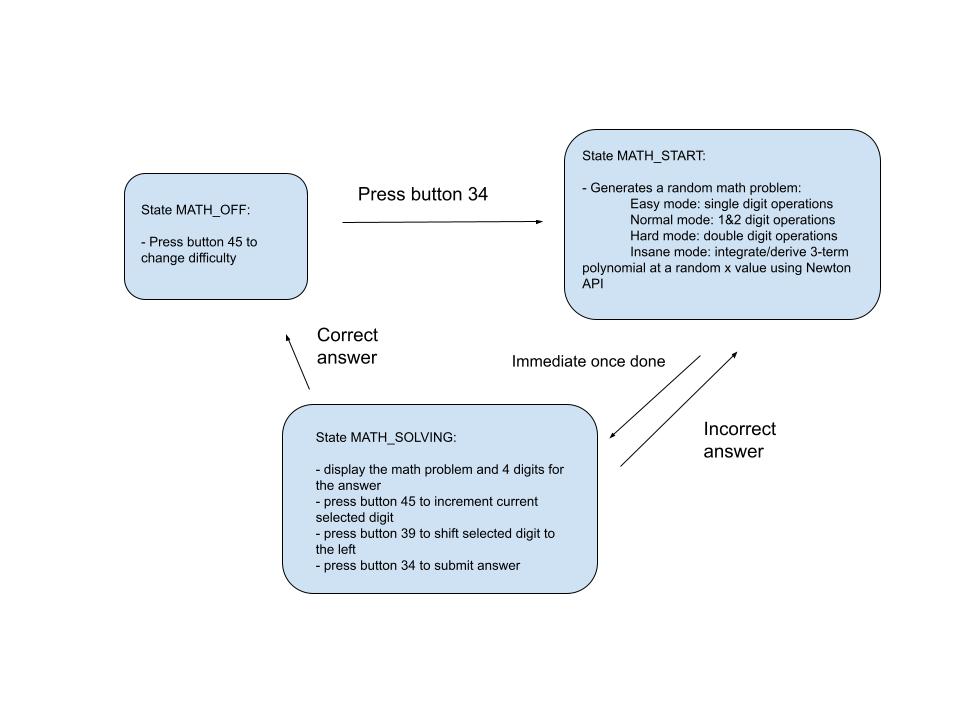 State MATH_OFF:
- Press button 45 to
change difficulty
Press button 34
State MATH_START:
- Generates a random math problem:
Easy mode: single digit operations
Normal mode: 1&2 digit operations
Hard mode: double digit operations
Insane mode: integrate/derive 3-term
polynomial at a random x value using Newton
API
Correct
answer
Immediate once done
Incorrect
answer
State MATH_SOLVING:
- display the math problem and 4 digits for
the answer
- press button 45 to increment current
selected digit
- press button 39 to shift selected digit to
the left
- press button 34 to submit answer